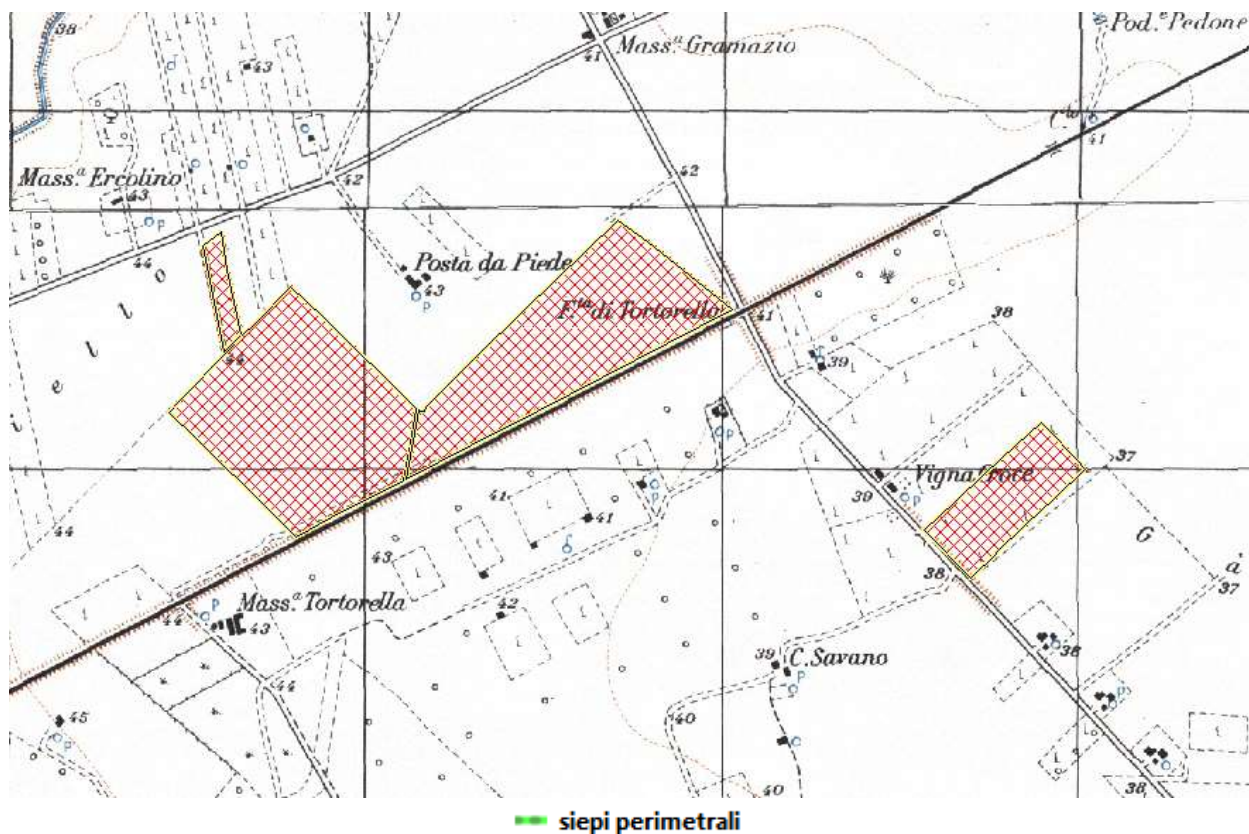 38
Mass.ᵃ Gramazio
41
Pod.ᵉ Pedone
43
41
42
Mass.ᵃ Ercolino
43
42
P
44
Posta da Piede
43
P
F.ᵗᵃ di Tortorello
41
38
39
44
i e l l o
37
Vigna Croce
39
P
P
P
41
41
44
43
G
à
37
38
42
Mass.ᵃ Tortorella
P
44
43
39
C. Savano
P
38
44
40
P
45
P
40
38
siepi perimetrali